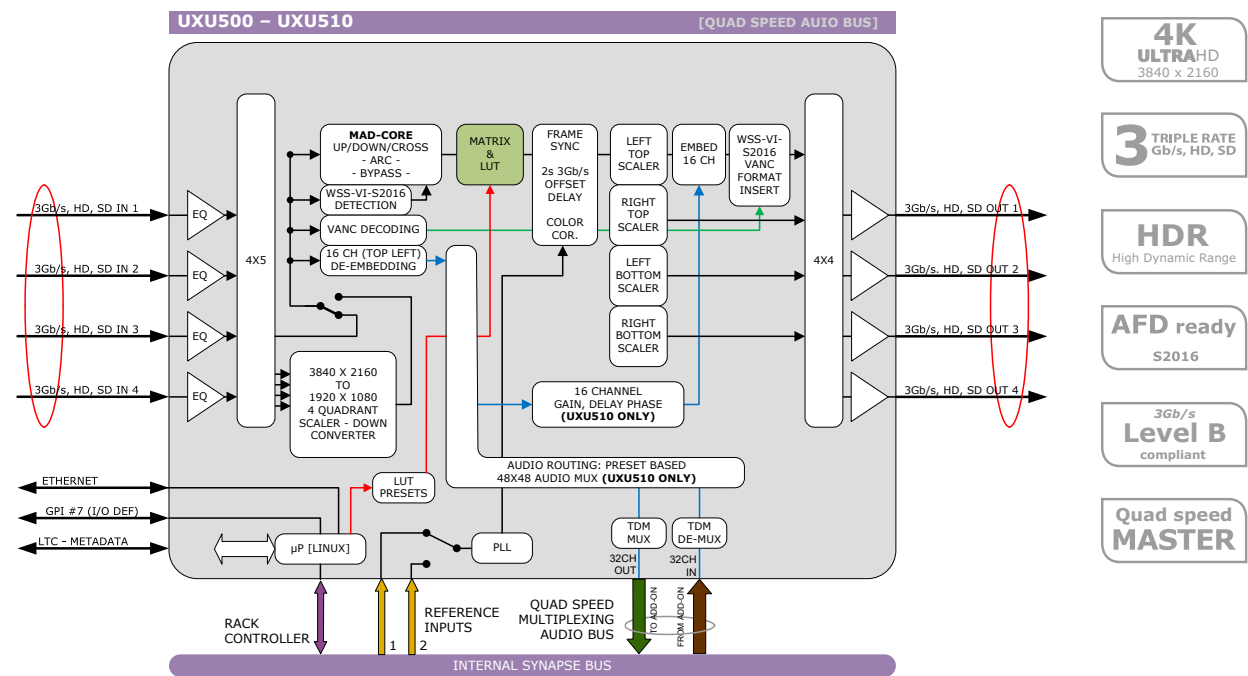 UXU500 – UXU510
[QUAD SPEED AUIO BUS]
3Gb/s, HD, SD IN 1
3Gb/s, HD, SD IN 2
3Gb/s, HD, SD IN 3
3Gb/s, HD, SD IN 4
EQ
EQ
EQ
EQ
4X5
MAD-CORE
UP/DOWN/CROSS
- ARC -
- BYPASS -
WSS-VI-S2016
DETECTION
VANC DECODING
16 CH (TOP LEFT)
DE-EMBEDDING
3840 X 2160
TO
1920 X 1080
4 QUADRANT
SCALER - DOWN
CONVERTER
MATRIX
&
LUT
FRAME
SYNC
2s 3Gb/s
OFFSET
DELAY
COLOR
COR.
LEFT
TOP
SCALER
RIGHT
TOP
SCALER
LEFT
BOTTOM
SCALER
RIGHT
BOTTOM
SCALER
EMBED
16 CH
WSS-VI-
S2016
VANC
FORMAT
INSERT
4X4
3Gb/s, HD, SD OUT 1
3Gb/s. HD, SD OUT 2
3Gb/s, HD, SD OUT 3
3Gb/s, HD, SD OUT 4
16 CHANNEL
GAIN, DELAY PHASE
(UXU510 ONLY)
AUDIO ROUTING: PRESET BASED
48X48 AUDIO MUX (UXU510 ONLY)
LUT
PRESETS
ETHERNET
GPI #7 (I/O DEF)
LTC - METADATA
µP [LINUX]
PLL
TDM
MUX
TDM
DE-MUX
32CH
OUT
32CH
IN
RACK
CONTROLLER
1
2
REFERENCE
INPUTS
QUAD SPEED
MULTIPLEXING
AUDIO BUS
TO ADD-ON
FROM ADD-ON
INTERNAL SYNAPSE BUS
4K
ULTRAHD
3840 x 2160
3 TRIPLE RATE
Gb/s, HD, SD
HDR
High Dynamic Range
AFD ready
S2016
3Gb/s
Level B
compliant
Quad speed
MASTER